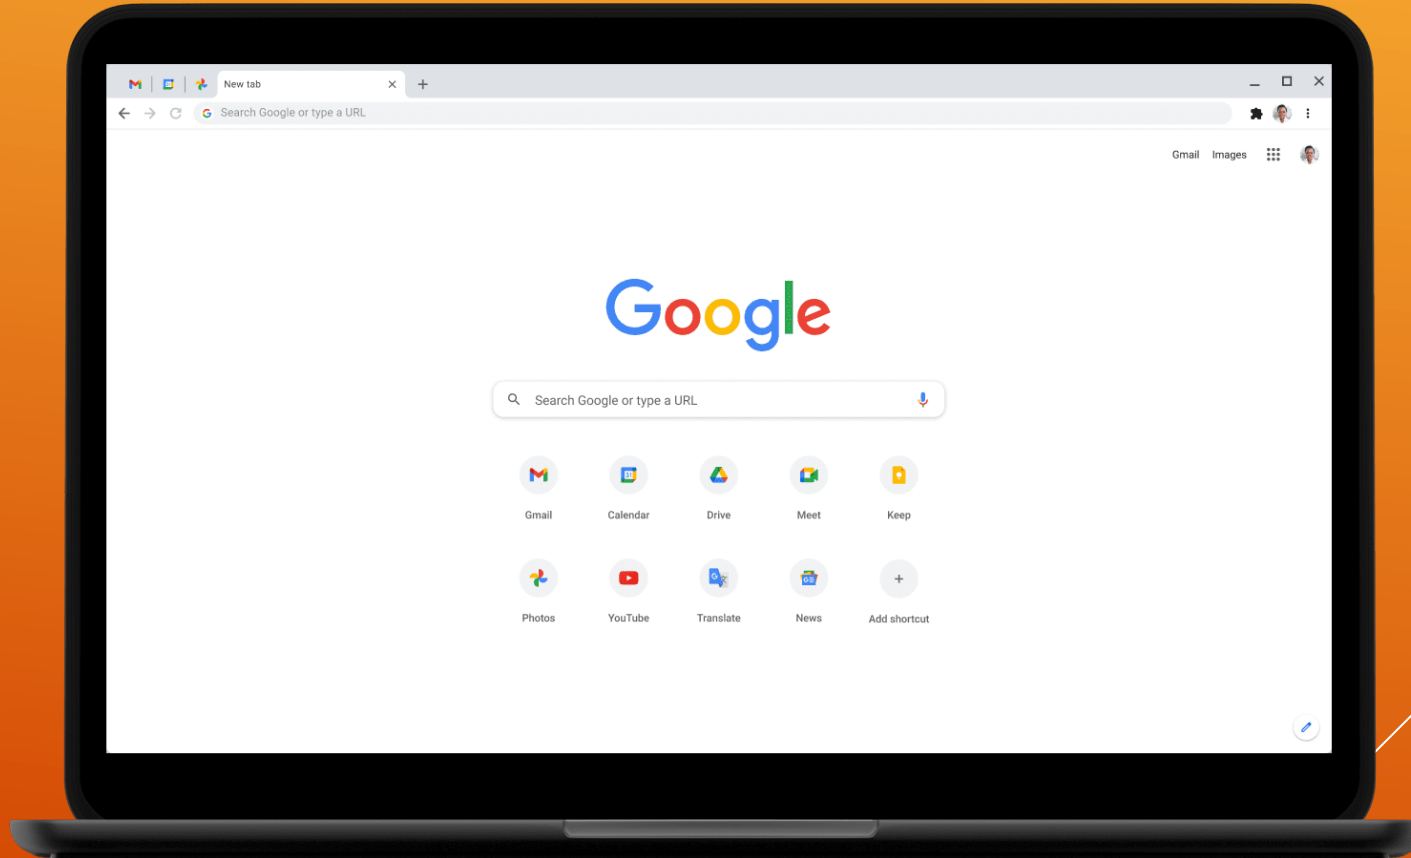 New tab
Search Google or type a URL
Gmail Images
Google
Search Google or type a URL
Gmail Calendar Drive Meet Keep
Photos YouTube Translate News Add shortcut